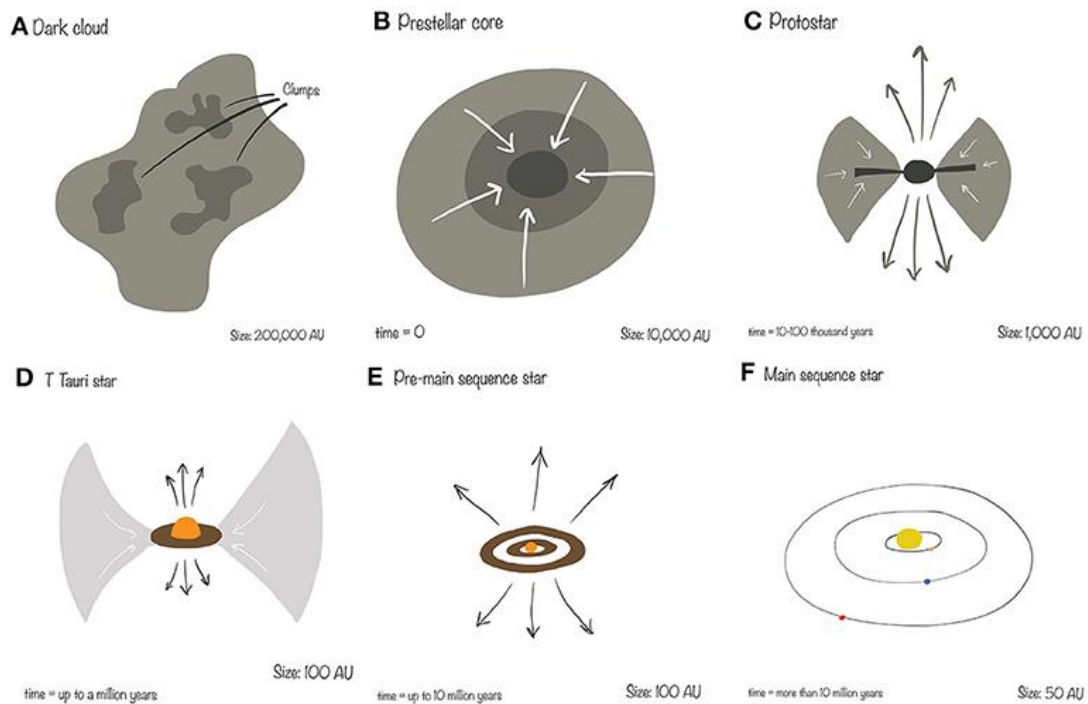 A Dark cloud
Clumps
Size: 200,000 AU
B Prestellar core
time = 0
Size: 10,000 AU
C Protostar
time = 10-100 thousand years
Size: 1,000 AU
D T Tauri star
Size: 100 AU
time = up to a million years
E Pre-main sequence star
time = up to 10 million years
Size: 100 AU
F Main sequence star
time = more than 10 million years
Size: 50 AU